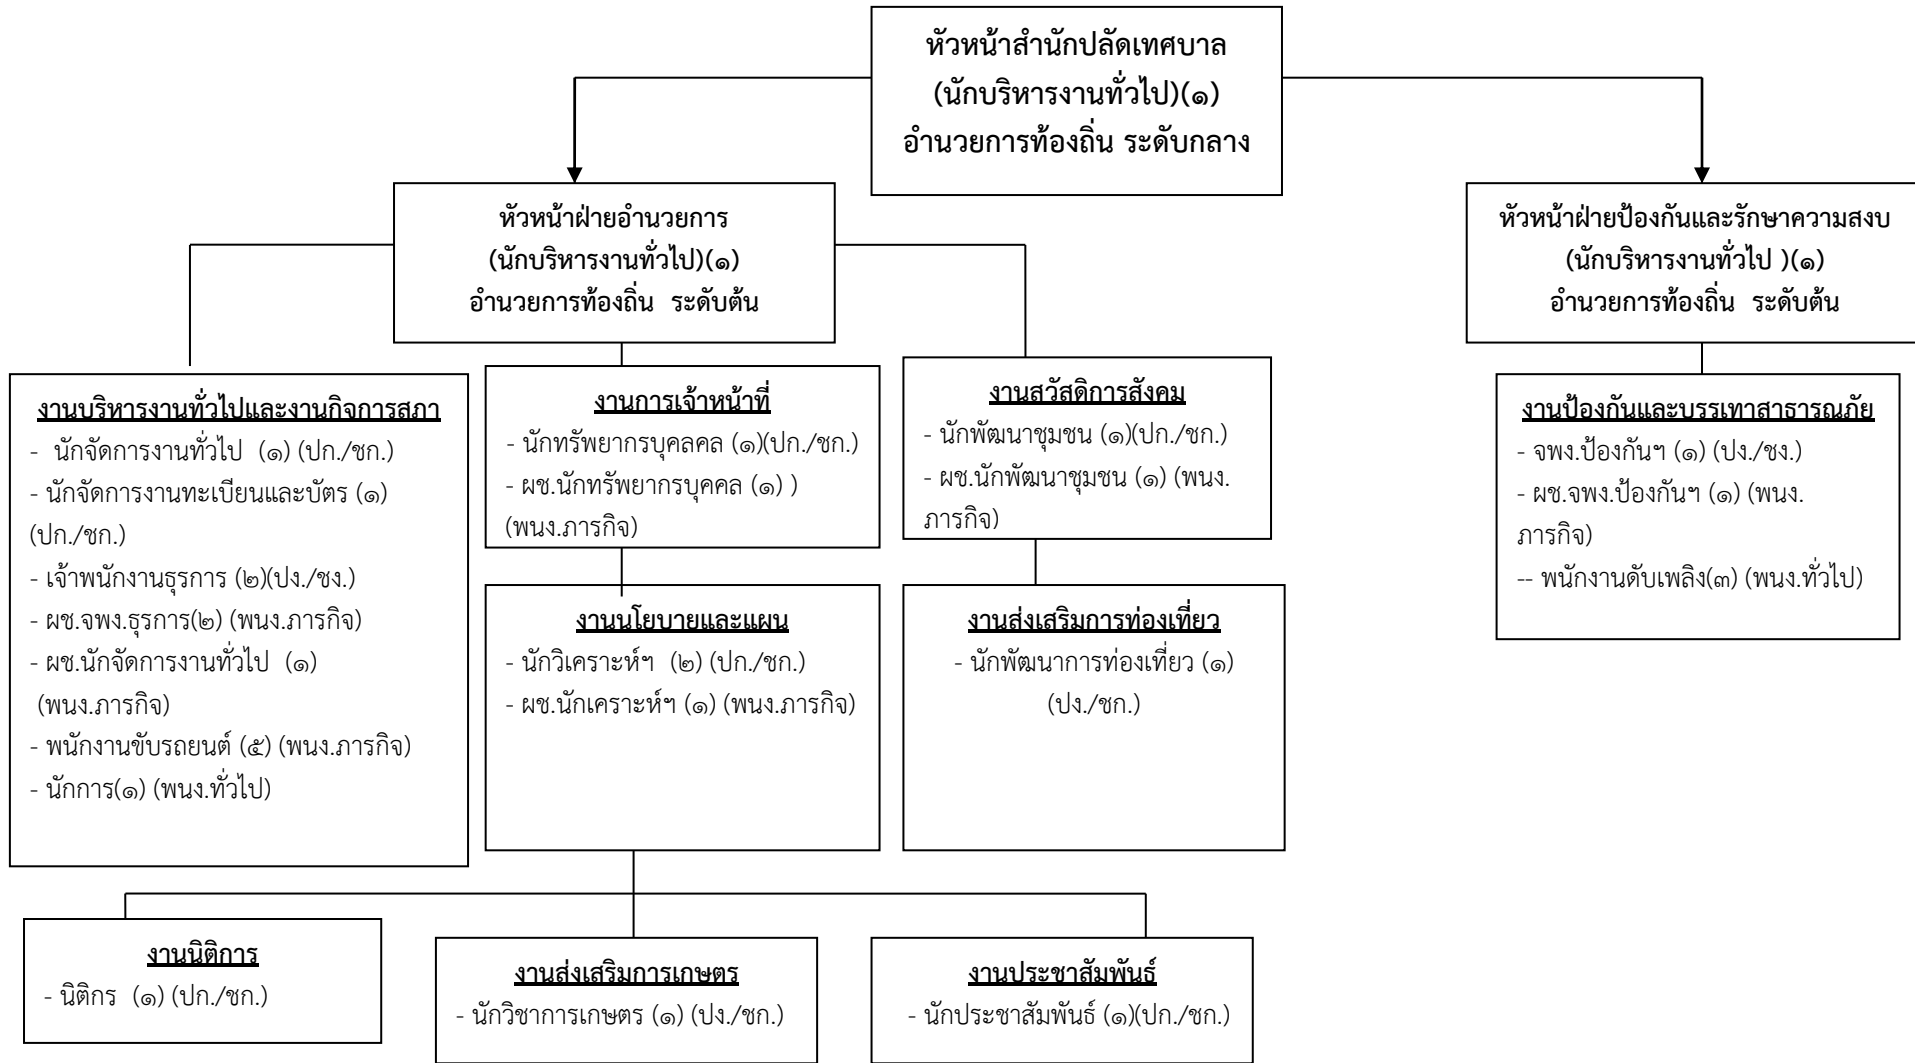 หัวหน้าสำนักปลัดเทศบาล
(นักบริหารงานทั่วไป)(๑)
อำนวยการท้องถิ่น ระดับกลาง
หัวหน้าฝ่ายอำนวยการ
(นักบริหารงานทั่วไป)(๑)
อำนวยการท้องถิ่น ระดับต้น
หัวหน้าฝ่ายป้องกันและรักษาความสงบ
(นักบริหารงานทั่วไป )(๑)
อำนวยการท้องถิ่น ระดับต้น
งานบริหารงานทั่วไปและงานกิจการสภา
- นักจัดการงานทั่วไป (๑) (ปก./ชก.)
- นักจัดการงานทะเบียนและบัตร (๑)
(ปก./ชก.)
- เจ้าพนักงานธุรการ (๒)(ปง./ชง.)
- ผช.จพง.ธุรการ(๒) (พนง.ภารกิจ)
- ผช.นักจัดการงานทั่วไป (๑)
(พนง.ภารกิจ)
- พนักงานขับรถยนต์ (๕) (พนง.ภารกิจ)
- นักการ(๑) (พนง.ทั่วไป)
งานการเจ้าหน้าที่
- นักทรัพยากรบุคลคล (๑)(ปก./ชก.)
- ผช.นักทรัพยากรบุคคล (๑) )
(พนง.ภารกิจ)
งานสวัสดิการสังคม
- นักพัฒนาชุมชน (๑)(ปก./ชก.)
- ผช.นักพัฒนาชุมชน (๑) (พนง.
ภารกิจ)
งานป้องกันและบรรเทาสาธารณภัย
- จพง.ป้องกันฯ (๑) (ปง./ชง.)
- ผช.จพง.ป้องกันฯ (๑) (พนง.
ภารกิจ)
-- พนักงานดับเพลิง(๓) (พนง.ทั่วไป)
งานนโยบายและแผน
- นักวิเคราะห์ฯ (๒) (ปก./ชก.)
- ผช.นักเคราะห์ฯ (๑) (พนง.ภารกิจ)
งานส่งเสริมการท่องเที่ยว
- นักพัฒนาการท่องเที่ยว (๑)
(ปง./ชก.)
งานนิติการ
- นิติกร (๑) (ปก./ชก.)
งานส่งเสริมการเกษตร
- นักวิชาการเกษตร (๑) (ปง./ชก.)
งานประชาสัมพันธ์
- นักประชาสัมพันธ์ (๑)(ปก./ชก.)